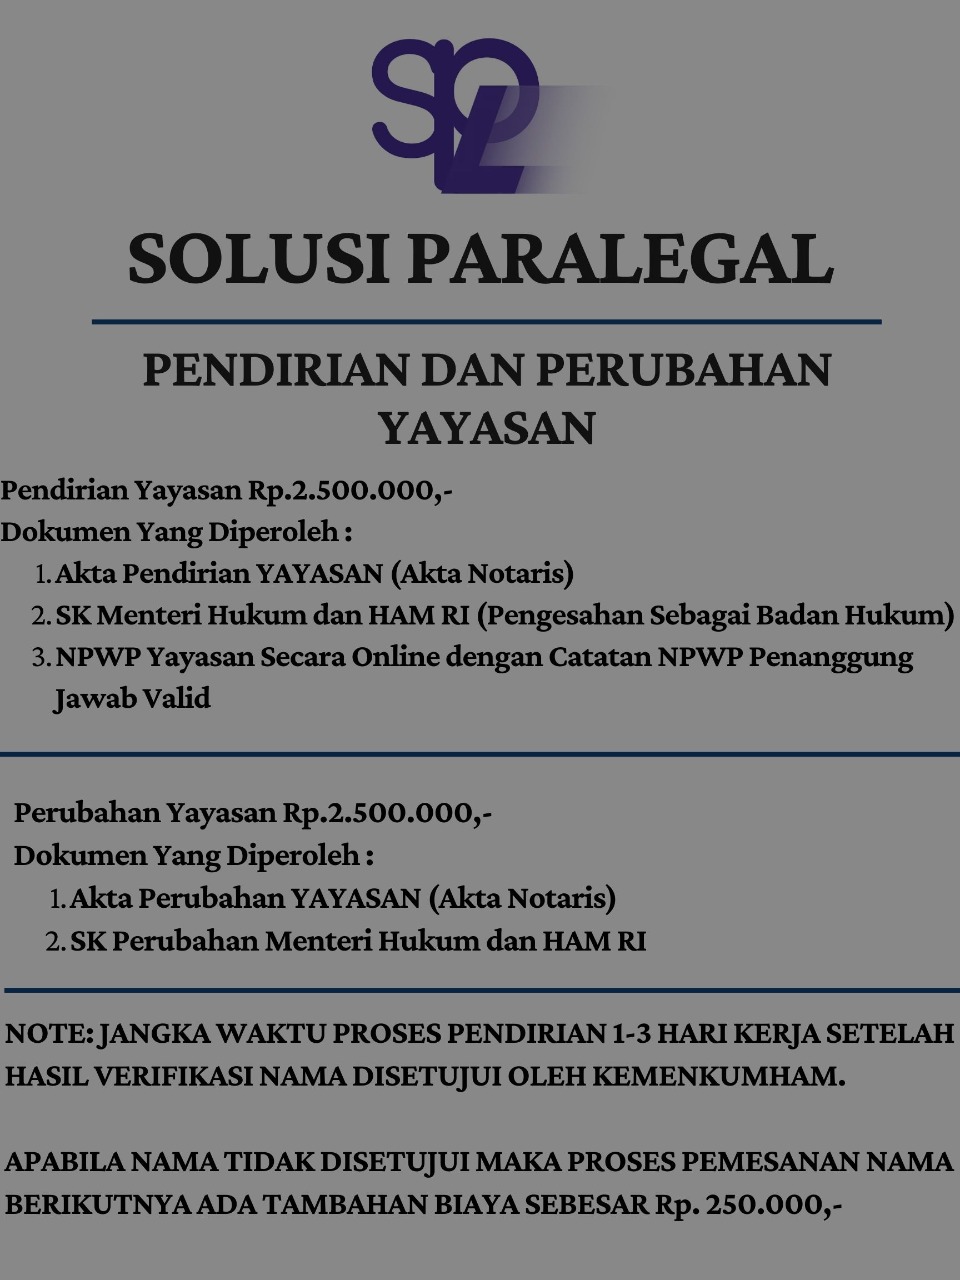 SPL
SOLUSI PARALEGAL
PENDIRIAN DAN PERUBAHAN
YAYASAN
Pendirian Yayasan Rp.2.500.000,-
Dokumen Yang Diperoleh :
1. Akta Pendirian YAYASAN (Akta Notaris)
2. SK Menteri Hukum dan HAM RI (Pengesahan Sebagai Badan Hukum)
3. NPWP Yayasan Secara Online dengan Catatan NPWP Penanggung
Jawab Valid
Perubahan Yayasan Rp.2.500.000,-
Dokumen Yang Diperoleh :
1. Akta Perubahan YAYASAN (Akta Notaris)
2. SK Perubahan Menteri Hukum dan HAM RI
NOTE: JANGKA WAKTU PROSES PENDIRIAN 1-3 HARI KERJA SETELAH
HASIL VERIFIKASI NAMA DISETUJUI OLEH KEMENKUMHAM.
APABILA NAMA TIDAK DISETUJUI MAKA PROSES PEMESANAN NAMA
BERIKUTNYA ADA TAMBAHAN BIAYA SEBESAR Rp. 250.000,-